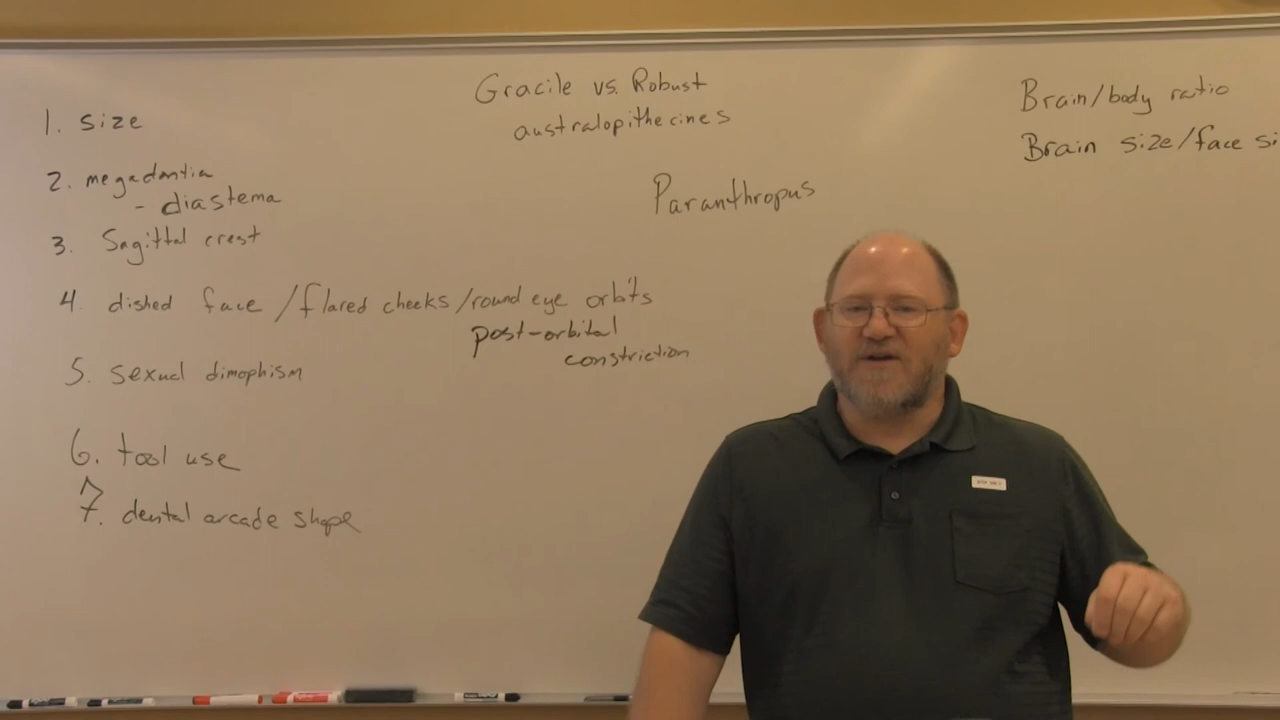 Gracile vs. Robust
australopithecines
Paranthropus
1. size
2. megadontia
- diastema
3. Sagittal crest
4. dished face /flared cheeks/round eye orbits
post-orbital
constriction
5. sexual dimophism
6. tool use
7. dental arcade shape
Brain/body ratio
Brain size/face si